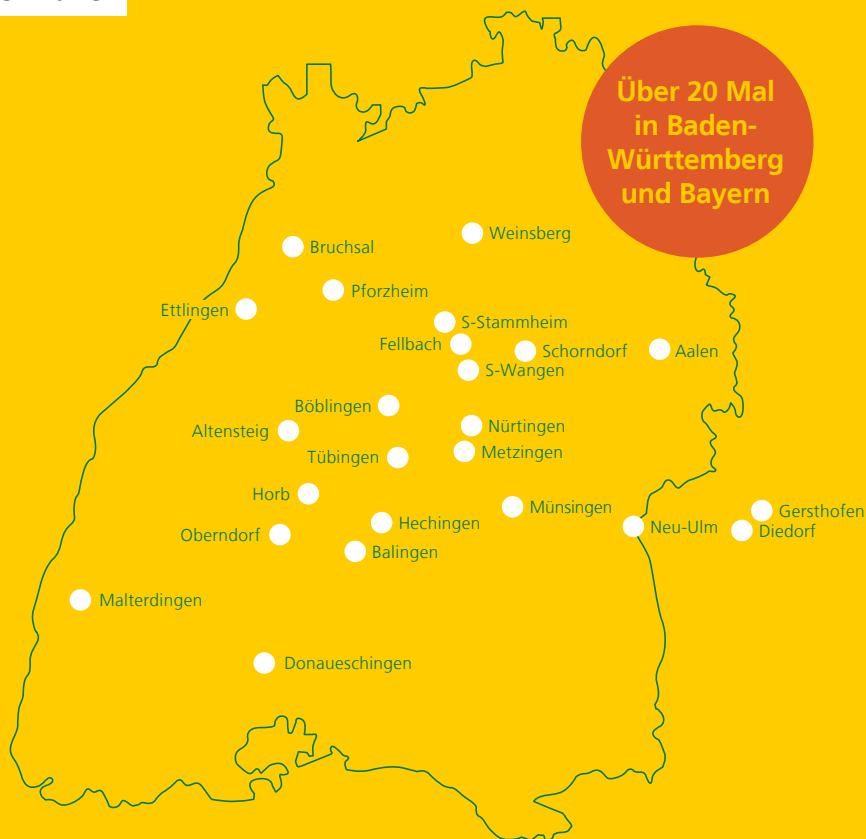 Über 20 Mal
in Baden-
Württemberg
und Bayern
Weinsberg
Bruchsal
Pforzheim
Ettlingen
S-Stammheim
Fellbach
Schorndorf
Aalen
S-Wangen
Böblingen
Altensteig
Nürtingen
Metzingen
Tübingen
Horb
Münsingen
Gersthofen
Hechingen
Neu-Ulm
Diedorf
Oberndorf
Balingen
Malterdingen
Donaueschingen